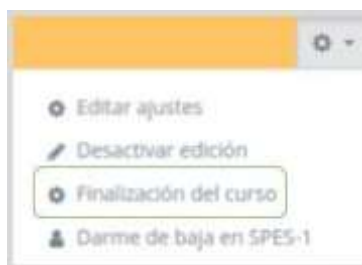 Editar ajustes
Desactivar edición
Finalización del curso
Darme de baja en SPES-1